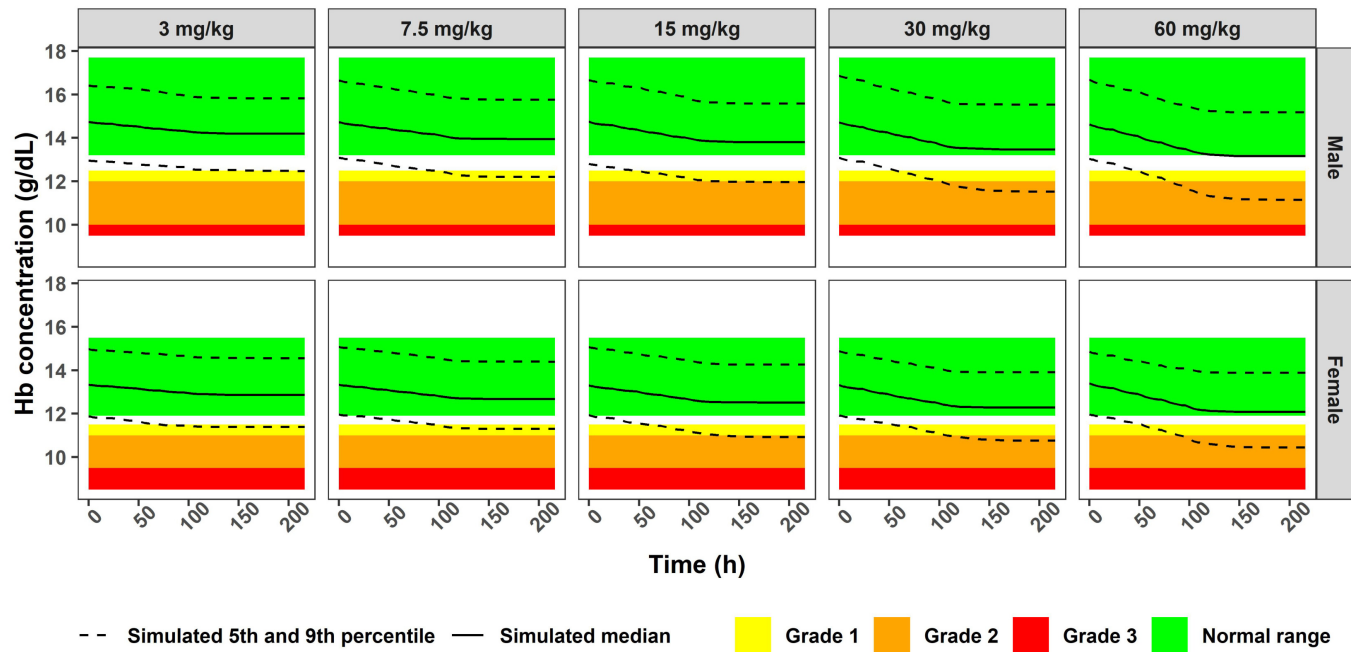 3 mg/kg 7.5 mg/kg 15 mg/kg 30 mg/kg 60 mg/kg
Hb concentration (g/dL)
18
16
14
12
10
Male
18
16
14
12
10
Female
0 50 100 150 200 0 50 100 150 200 0 50 100 150 200 0 50 100 150 200 0 50 100 150 200
Time (h)
Simulated 5th and 9th percentile Simulated median Grade 1 Grade 2 Grade 3 Normal range